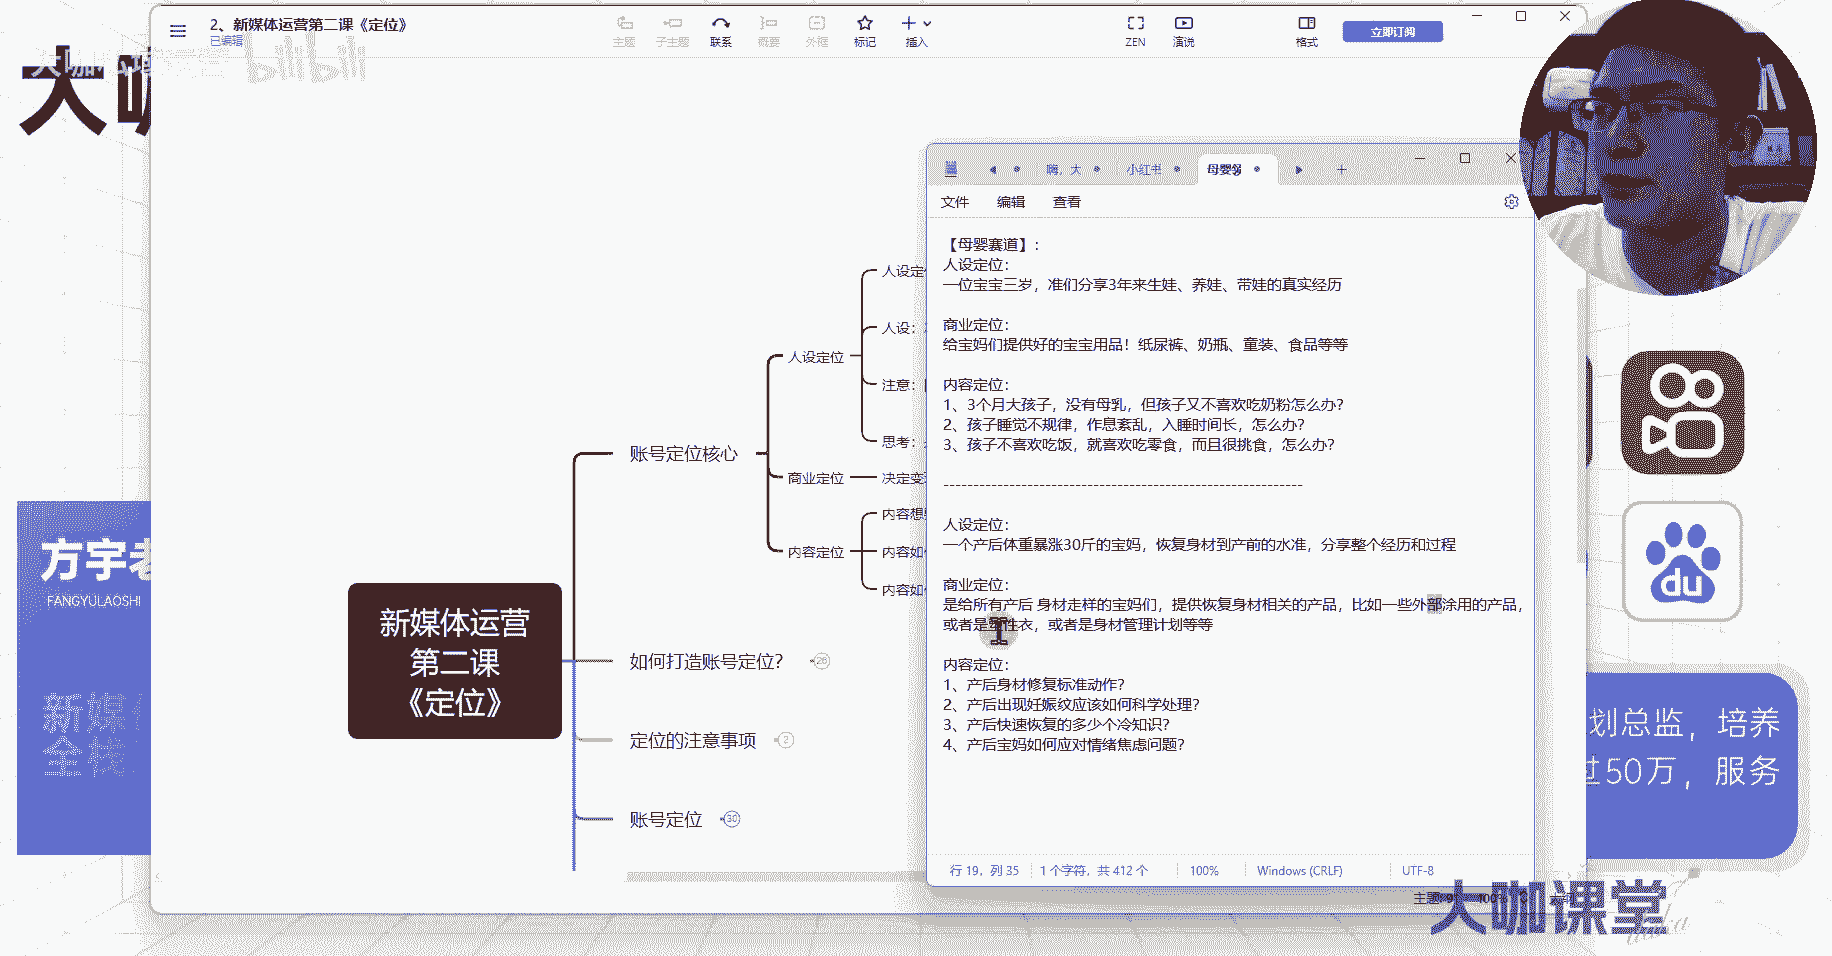 2、新媒体运营第二课《定位》
已编辑
主题
子主题
联系
概要
外框
标记
插入
ZEN
演说
格式
立即订阅
bilibili
大咖
嗨，大
小红书
母婴
文件
编辑
查看
【母婴赛道】：
人设定位：
一位宝宝三岁，准们分享3年来生娃、养娃、带娃的真实经历
商业定位：
给宝妈们提供好的宝宝用品！纸尿裤、奶瓶、童装、食品等等
内容定位：
1、3个月大孩子，没有母乳，但孩子又不喜欢吃奶粉怎么办？
2、孩子睡觉不规律，作息紊乱，入睡时间长，怎么办？
3、孩子不喜欢吃饭，就喜欢吃零食，而且很挑食，怎么办？
------------------------------------------------------------
人设定位：
一个产后体重暴涨30斤的宝妈，恢复身材到产前的水准，分享整个经历和过程
商业定位：
是给所有产后 身材走样的宝妈们，提供恢复身材相关的产品，比如一些外部涂用的产品，
或者是塑性衣，或者是身材管理计划等等
内容定位：
1、产后身材修复标准动作？
2、产后出现妊娠纹应该如何科学处理？
3、产后快速恢复的多少个冷知识？
4、产后宝妈如何应对情绪焦虑问题？
行 19，列 35
1 个字符，共 412 个
100%
Windows (CRLF)
UTF-8
人设定
人设：
注意：
思考：
人设定位
商业定位
决定变
内容想
内容定位
内容如
内容如
账号定位核心
新媒体运营
第二课
《定位》
如何打造账号定位？
26
定位的注意事项
2
账号定位
30
方宇老
FANGYULAOSHI
新媒体
全栈
du
划总监，培养
过50万，服务
大咖课堂